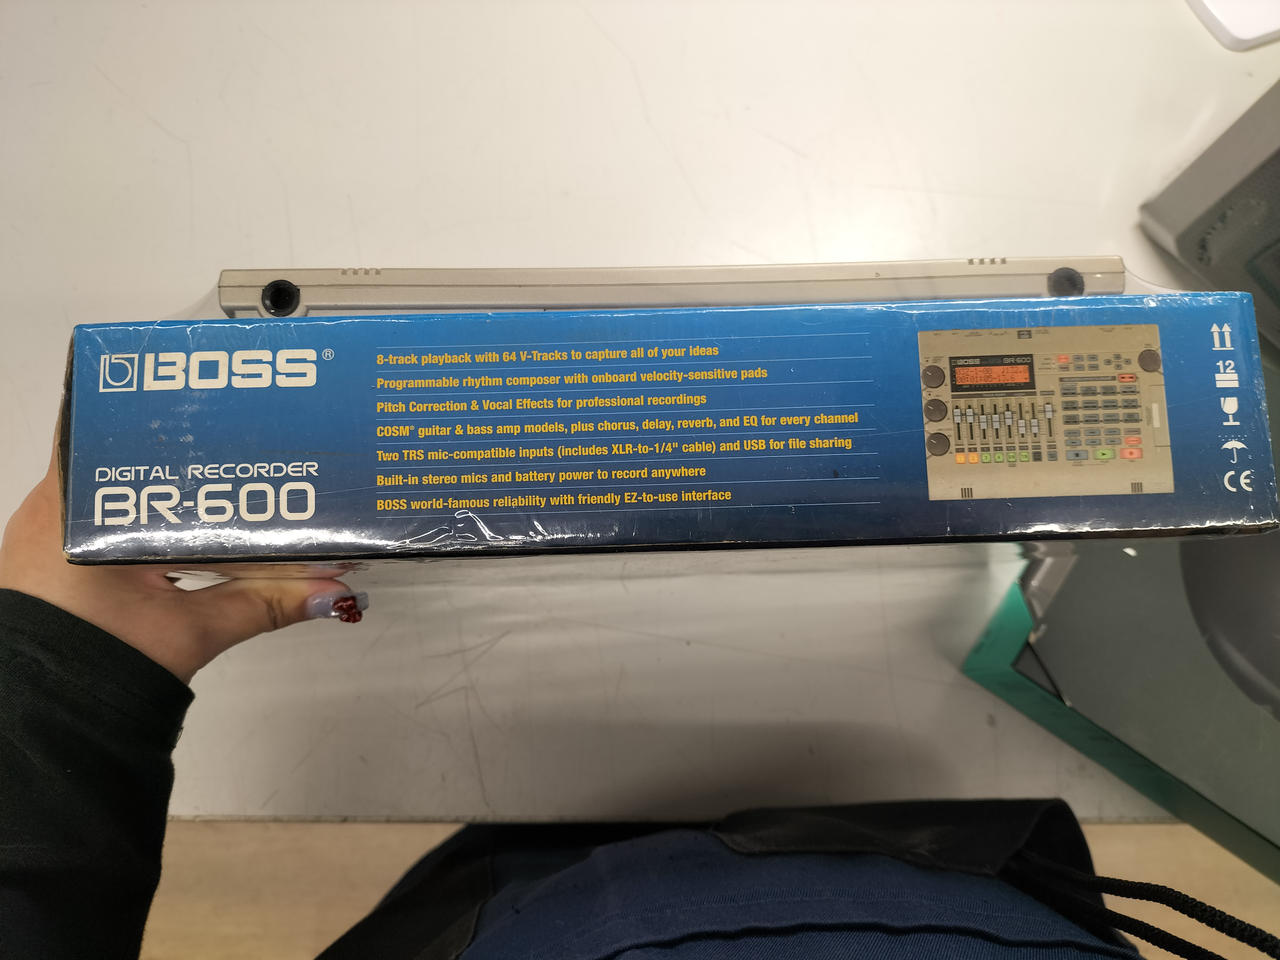 BOSS®
DIGITAL RECORDER
BR-600
8-track playback with 64 V-Tracks to capture all of your ideas
Programmable rhythm composer with onboard velocity-sensitive pads
Pitch Correction & Vocal Effects for professional recordings
COSM® guitar & bass amp models, plus chorus, delay, reverb, and EQ for every channel
Two TRS mic-compatible inputs (includes XLR-to-1/4" cable) and USB for file sharing
Built-in stereo mics and battery power to record anywhere
BOSS world-famous reliability with friendly EZ-to-use interface
BOSS
BR-600
12
CE